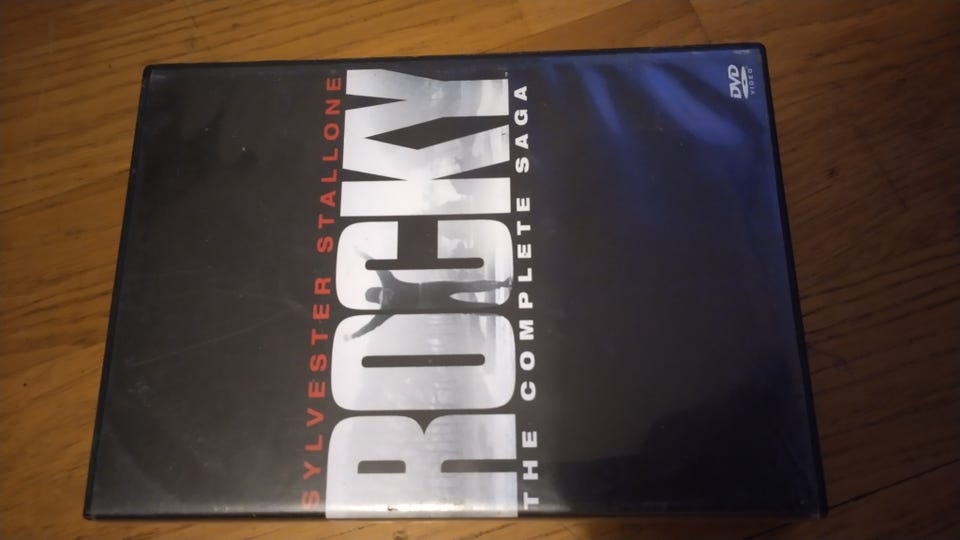 SYLVESTER STALLONE
ROCKY
THE COMPLETE SAGA
DVD
VIDEO